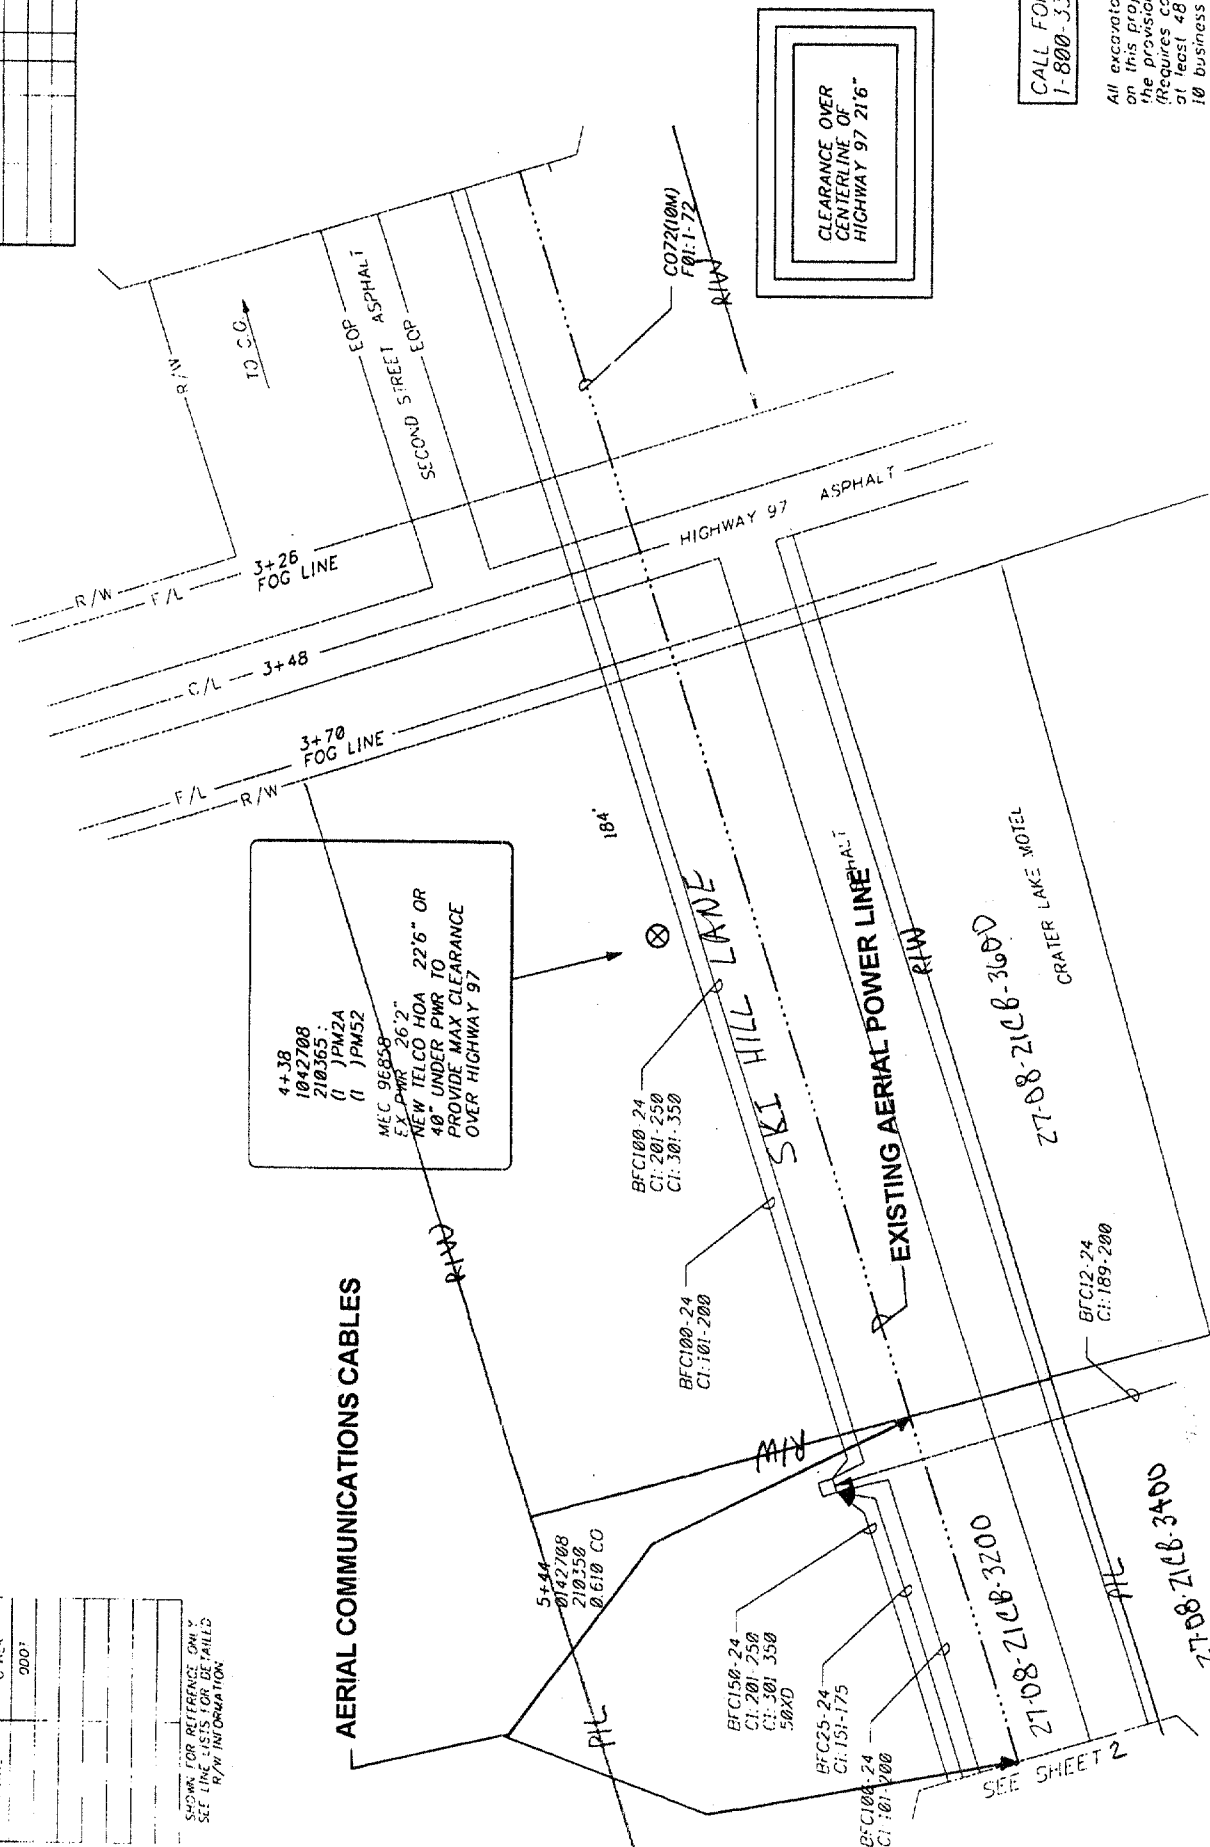 CLEARANCE OVER
CENTERLINE OF
HIGHWAY 97 21'6"
CALL FO
1-800-33
All excavato
on this prop
the provision
(Requires co
at least 48
10 business
R/W
TO C.O.
EOP
SECOND STREET ASPHALT
EOP
CO72(10M)
F01:1-72
R/W
R/W
F/L
3+26
FOG LINE
C/L
3+48
HIGHWAY 97 ASPHALT
3+70
FOG LINE
F/L
R/W
4+38
1042708
210365 :
(1 )PM2A
(1 )PM52
MEC 96858
EX PWR 26'2"
NEW TELCO HOA 22'6" OR
40" UNDER PWR TO
PROVIDE MAX CLEARANCE
OVER HIGHWAY 97
184'
BFC100-24
C1:201-250
C1:301-350
SKI HILL LANE
ASPHALT
EXISTING AERIAL POWER LINE
R/W
CRATER LAKE MOTEL
27-08-21CB-3600
BFC100-24
C1:101-200
R/W
AERIAL COMMUNICATIONS CABLES
BFC12-24
C1:189-200
R/W
5+44
0142708
210350
0.610 CO
P/L
BFC150-24
C1:201-250
C1:301-350
50XD
BFC25-24
C1:151-175
BFC100-24
C1:101-200
27-08-21CB-3200
P/L
27-08-21CB-3400
SEE SHEET 2
SHOWN FOR REFERENCE ONLY
SEE LINE LISTS FOR DETAILED
R/W INFORMATION